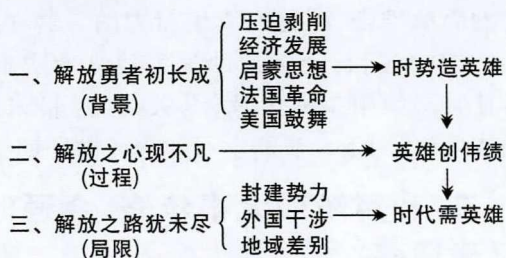 压迫剥削
经济发展
一、解放勇者初长成
(背景)
启蒙思想
时势造英雄
法国革命
美国鼓舞
二、解放之心现不凡
(过程)
英雄创伟绩
三、解放之路犹未尽
(局限)
封建势力
外国干涉
时代需英雄
地域差别